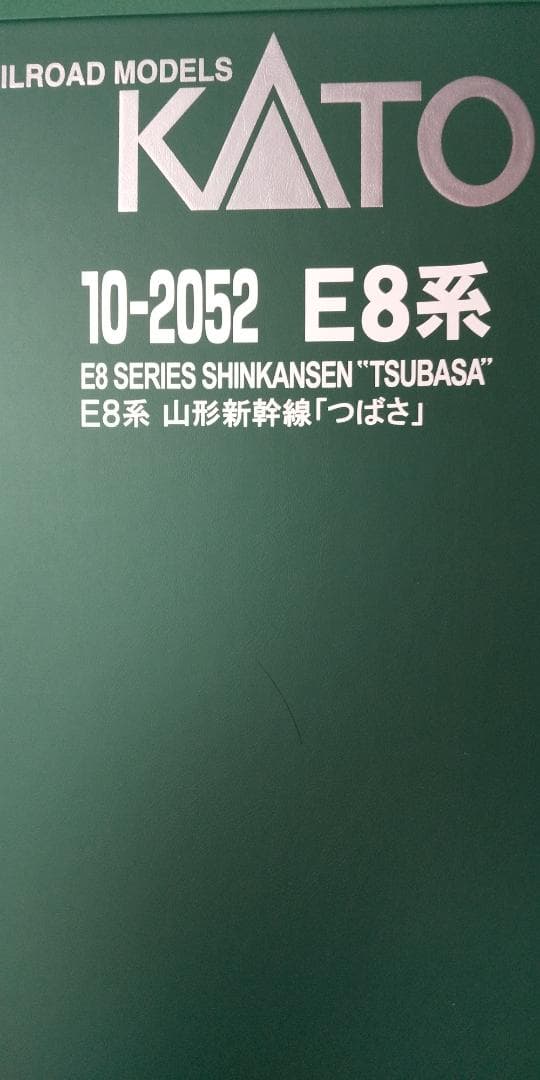 ILROAD MODELS
KATO
10-2052 E8系
E8 SERIES SHINKANSEN "TSUBASA"
E8系 山形新幹線「つばさ」